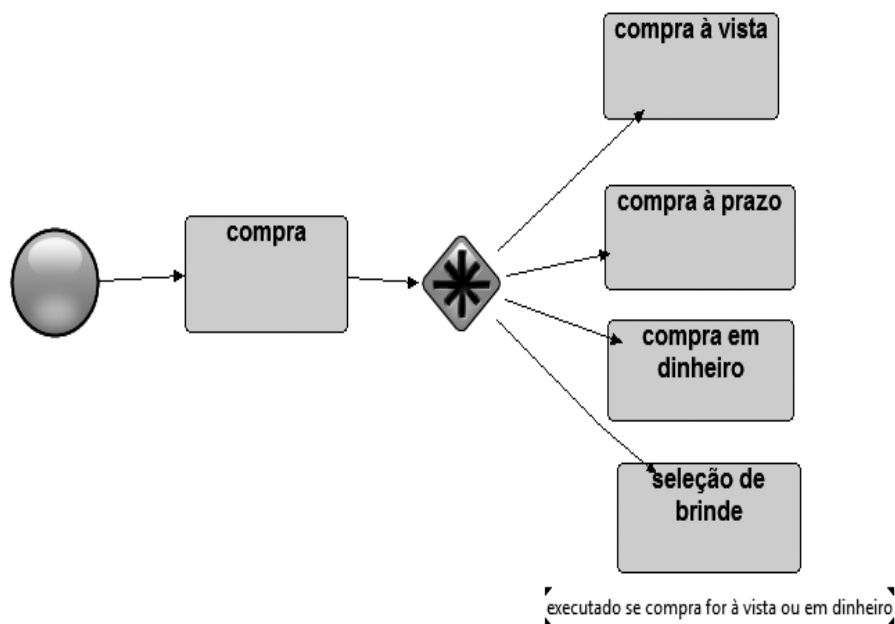 compra à vista
compra à prazo
compra
compra em
dinheiro
seleção de
brinde
executado se compra for à vista ou em dinheiro